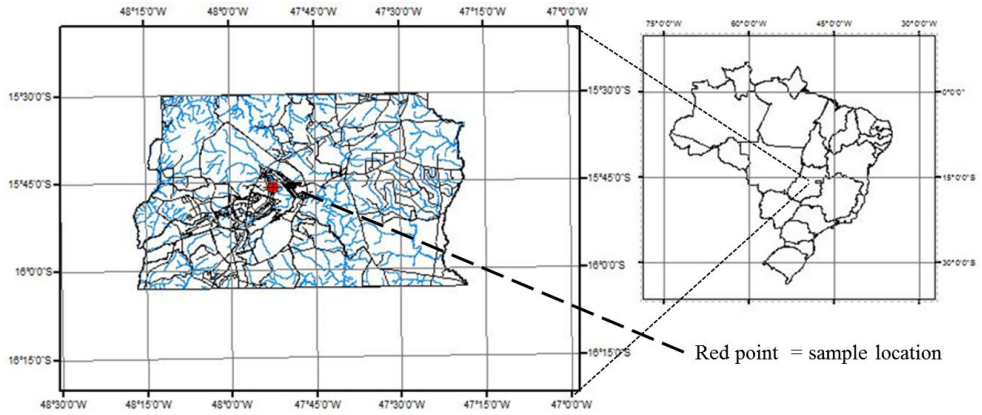 48°15'0"W 48°0'0"W 47°45'0"W 47°30'0"W 47°15'0"W 47°0'0"W
75°0'0"W 60°0'0"W 45°0'0"W 30°0'0"W
15°30'0"S 15°30'0"S
0°0'0"
15°45'0"S 15°45'0"S
15°0'0"S
16°0'0"S 16°0'0"S
30°0'0"S
16°15'0"S 16°15'0"S
Red point = sample location
48°30'0"W 48°15'0"W 48°0'0"W 47°45'0"W 47°30'0"W 47°15'0"W 47°0'0"W